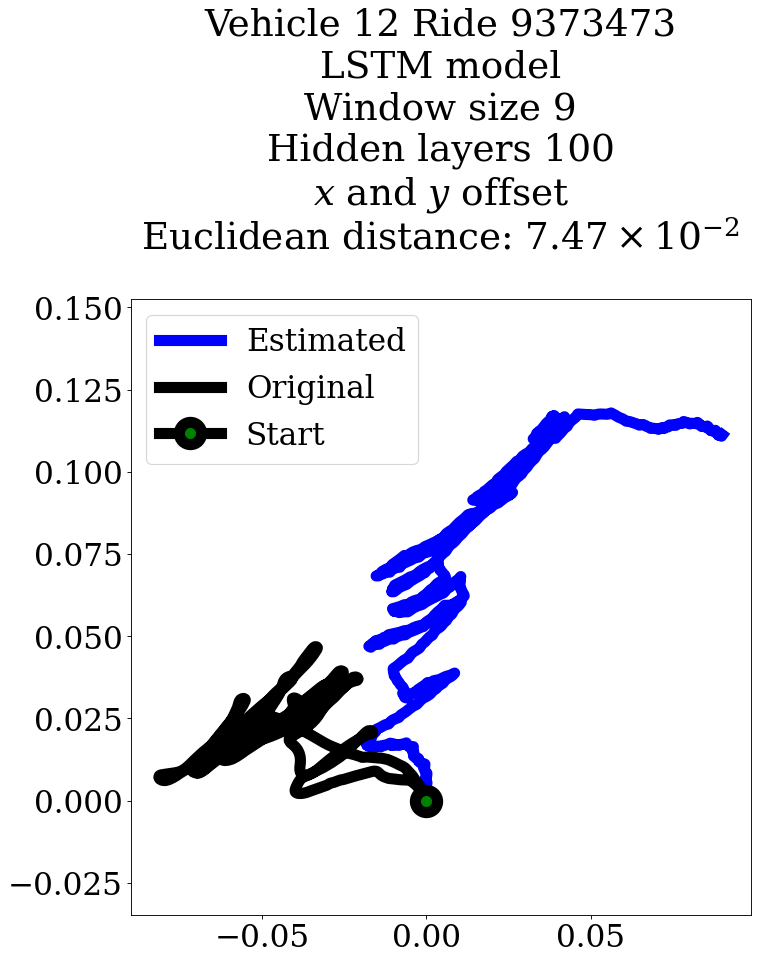 Vehicle 12 Ride 9373473
LSTM model
Window size 9
Hidden layers 100
x and y offset
Euclidean distance: 7.47 × 10⁻²
0.150
0.125
0.100
0.075
0.050
0.025
0.000
−0.025
Estimated
Original
Start
−0.05 0.00 0.05